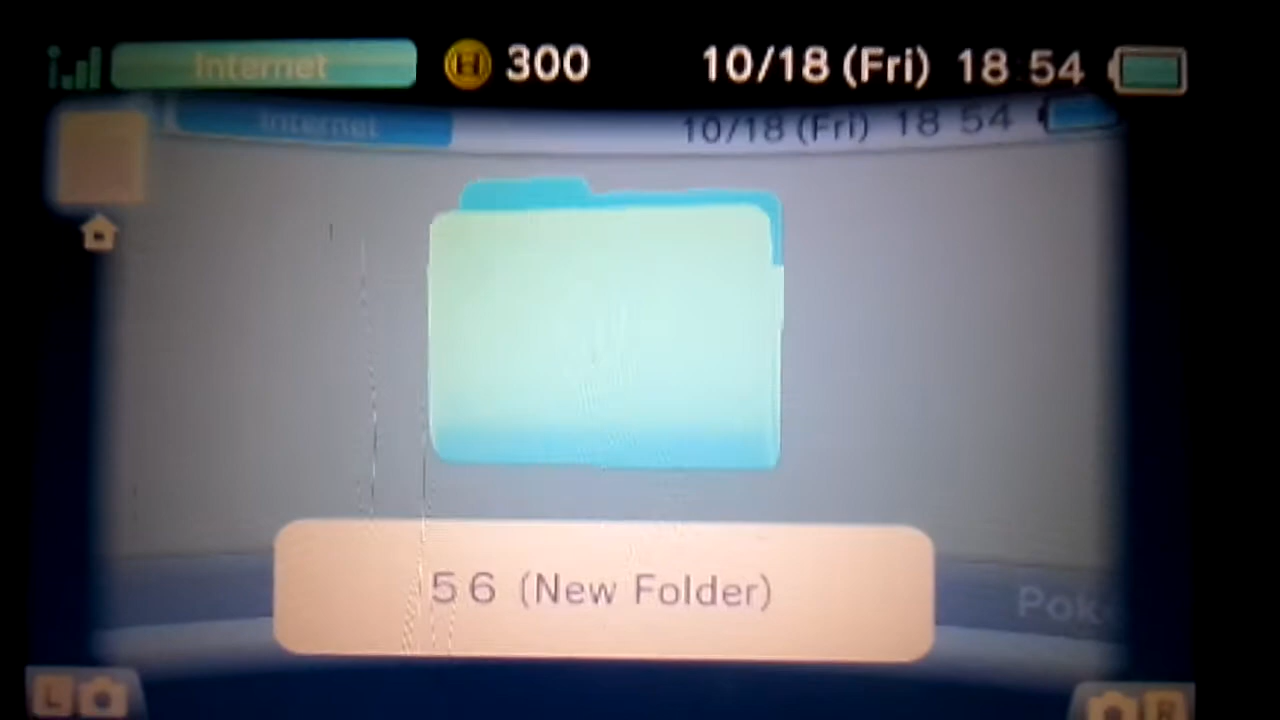 Internet 300 10/18 (Fri) 18 54
Internet 10/18 (Fri) 18 54
56 (New Folder)
Pok
L R